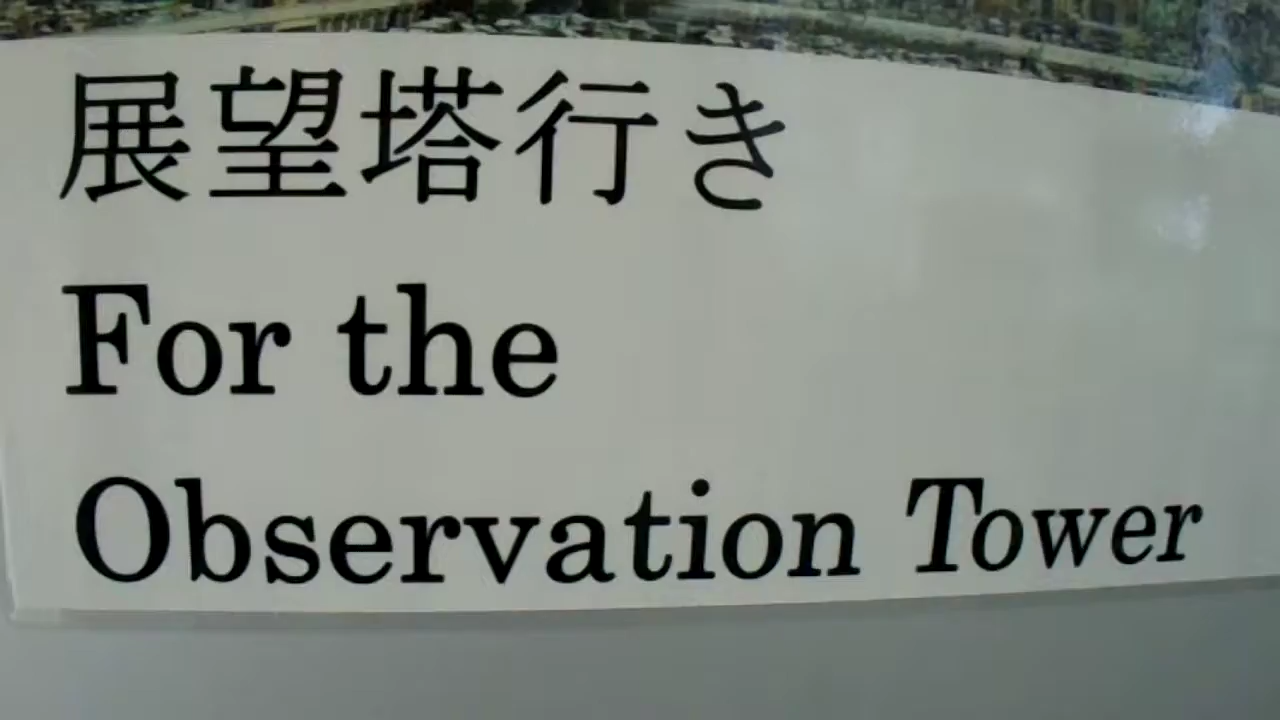 展望塔行き
For the
Observation Tower